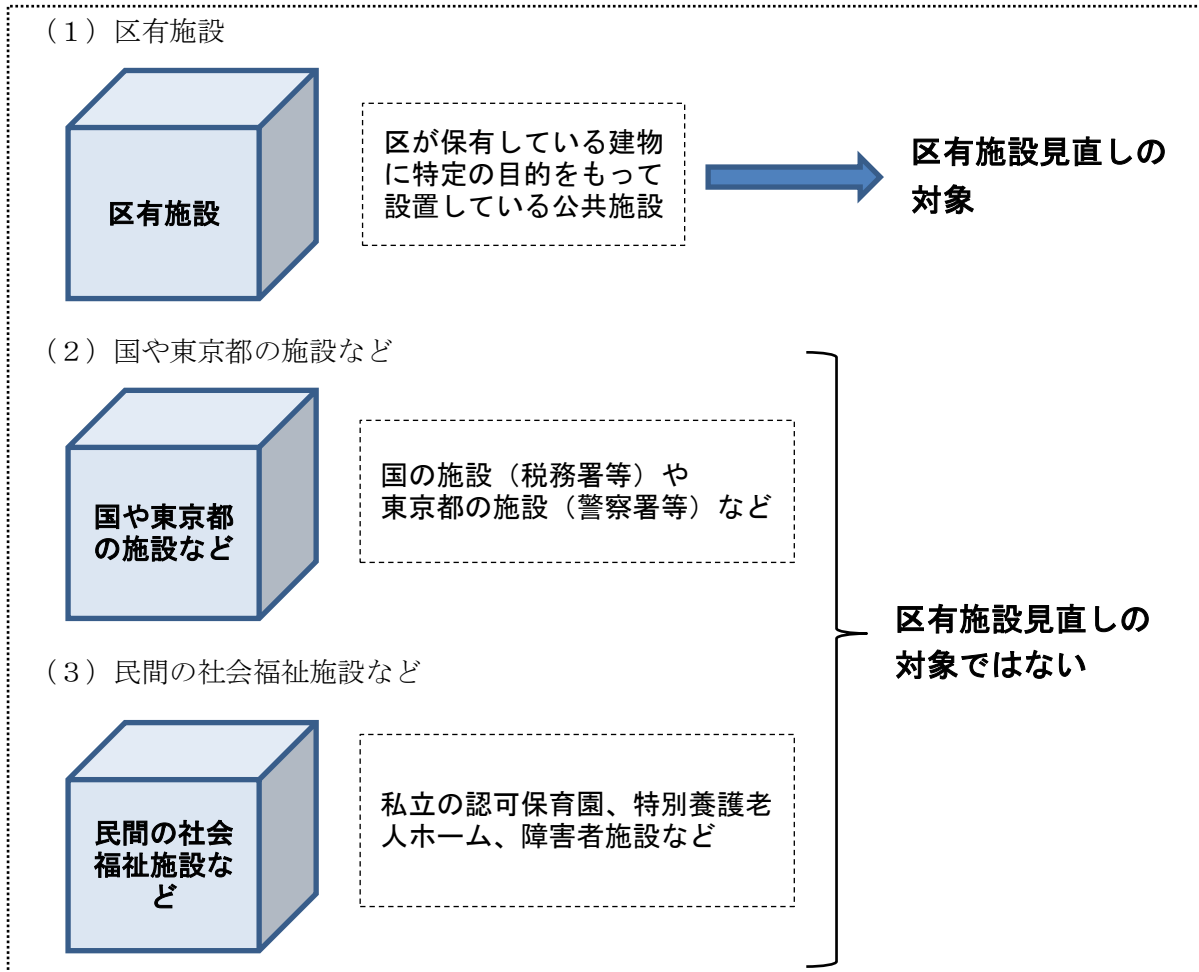 （１）区有施設
区有施設
区が保有している建物
に特定の目的をもって
設置している公共施設
区有施設見直しの
対象
（２）国や東京都の施設など
国や東京都
の施設など
国の施設（税務署等）や
東京都の施設（警察署等）など
（３）民間の社会福祉施設など
民間の社会
福祉施設な
ど
私立の認可保育園、特別養護老
人ホーム、障害者施設など
区有施設見直しの
対象ではない